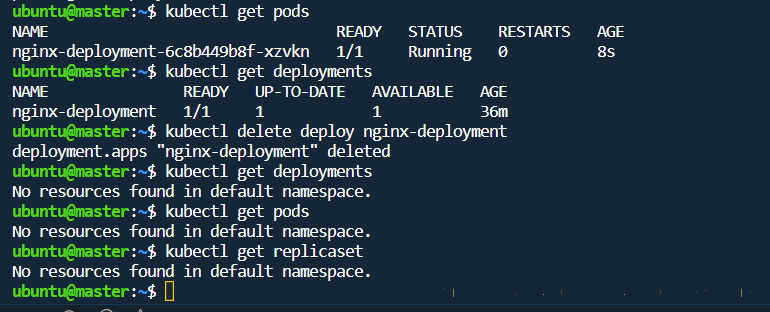 ubuntu@master:~$ kubectl get pods
NAME READY STATUS RESTARTS AGE
nginx-deployment-6c8b449b8f-xzvkn 1/1 Running 0 8s
ubuntu@master:~$ kubectl get deployments
NAME READY UP-TO-DATE AVAILABLE AGE
nginx-deployment 1/1 1 1 36m
ubuntu@master:~$ kubectl delete deploy nginx-deployment
deployment.apps "nginx-deployment" deleted
ubuntu@master:~$ kubectl get deployments
No resources found in default namespace.
ubuntu@master:~$ kubectl get pods
No resources found in default namespace.
ubuntu@master:~$ kubectl get replicaset
No resources found in default namespace.
ubuntu@master:~$